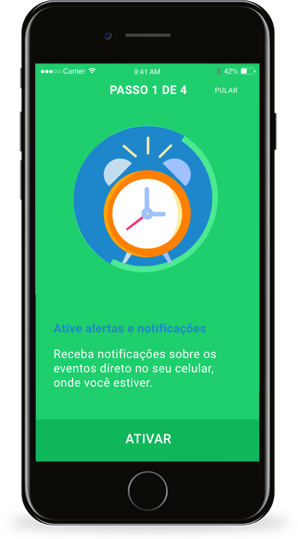 Carrier 9:41 AM 42%
PASSO 1 DE 4 PULAR
Ative alertas e notificações
Receba notificações sobre os
eventos direto no seu celular,
onde você estiver.
ATIVAR